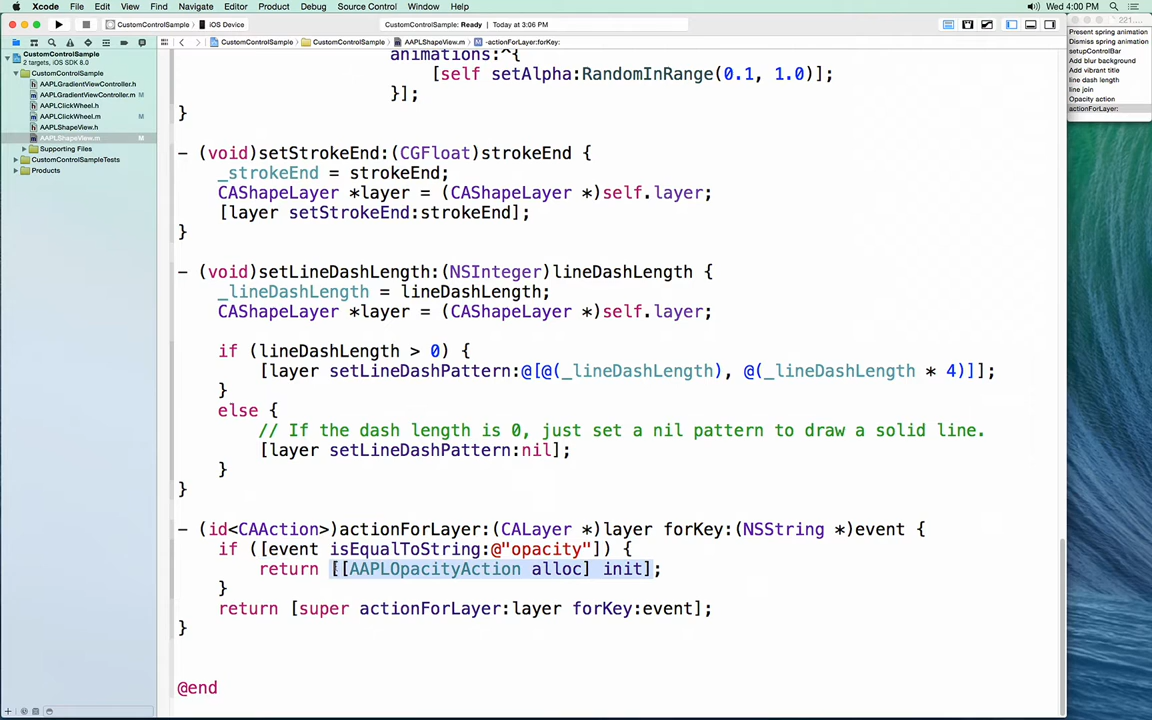 Xcode File Edit View Find Navigate Editor Product Debug Source Control Window Help Wed 4:00 PM
CustomControlSample iOS Device CustomControlSample: Ready Today at 3:06 PM
CustomControlSample CustomControlSample AAPLShapeView.m -actionForLayer:forKey:
CustomControlSample
2 targets, iOS SDK 8.0
CustomControlSample
AAPLGradientViewController.h
AAPLGradientViewController.m M
AAPLClickWheel.h
AAPLClickWheel.m M
AAPLShapeView.h
AAPLShapeView.m M
Supporting Files
CustomControlSampleTests
Products
animations:^{
[self setAlpha:RandomInRange(0.1, 1.0)];
}];
}
- (void)setStrokeEnd:(CGFloat)strokeEnd {
_strokeEnd = strokeEnd;
CAShapeLayer *layer = (CAShapeLayer *)self.layer;
[layer setStrokeEnd:strokeEnd];
}
- (void)setLineDashLength:(NSInteger)lineDashLength {
_lineDashLength = lineDashLength;
CAShapeLayer *layer = (CAShapeLayer *)self.layer;
if (lineDashLength > 0) {
[layer setLineDashPattern:@[@(_lineDashLength), @(_lineDashLength * 4)]];
}
else {
// If the dash length is 0, just set a nil pattern to draw a solid line.
[layer setLineDashPattern:nil];
}
}
- (id<CAAction>)actionForLayer:(CALayer *)layer forKey:(NSString *)event {
if ([event isEqualToString:@"opacity"]) {
return [[AAPLOpacityAction alloc] init];
}
return [super actionForLayer:layer forKey:event];
}
@end
221...
Present spring animation
Dismiss spring animation
setupControlBar
Add blur background
Add vibrant title
line dash length
line join
Opacity action
actionForLayer: